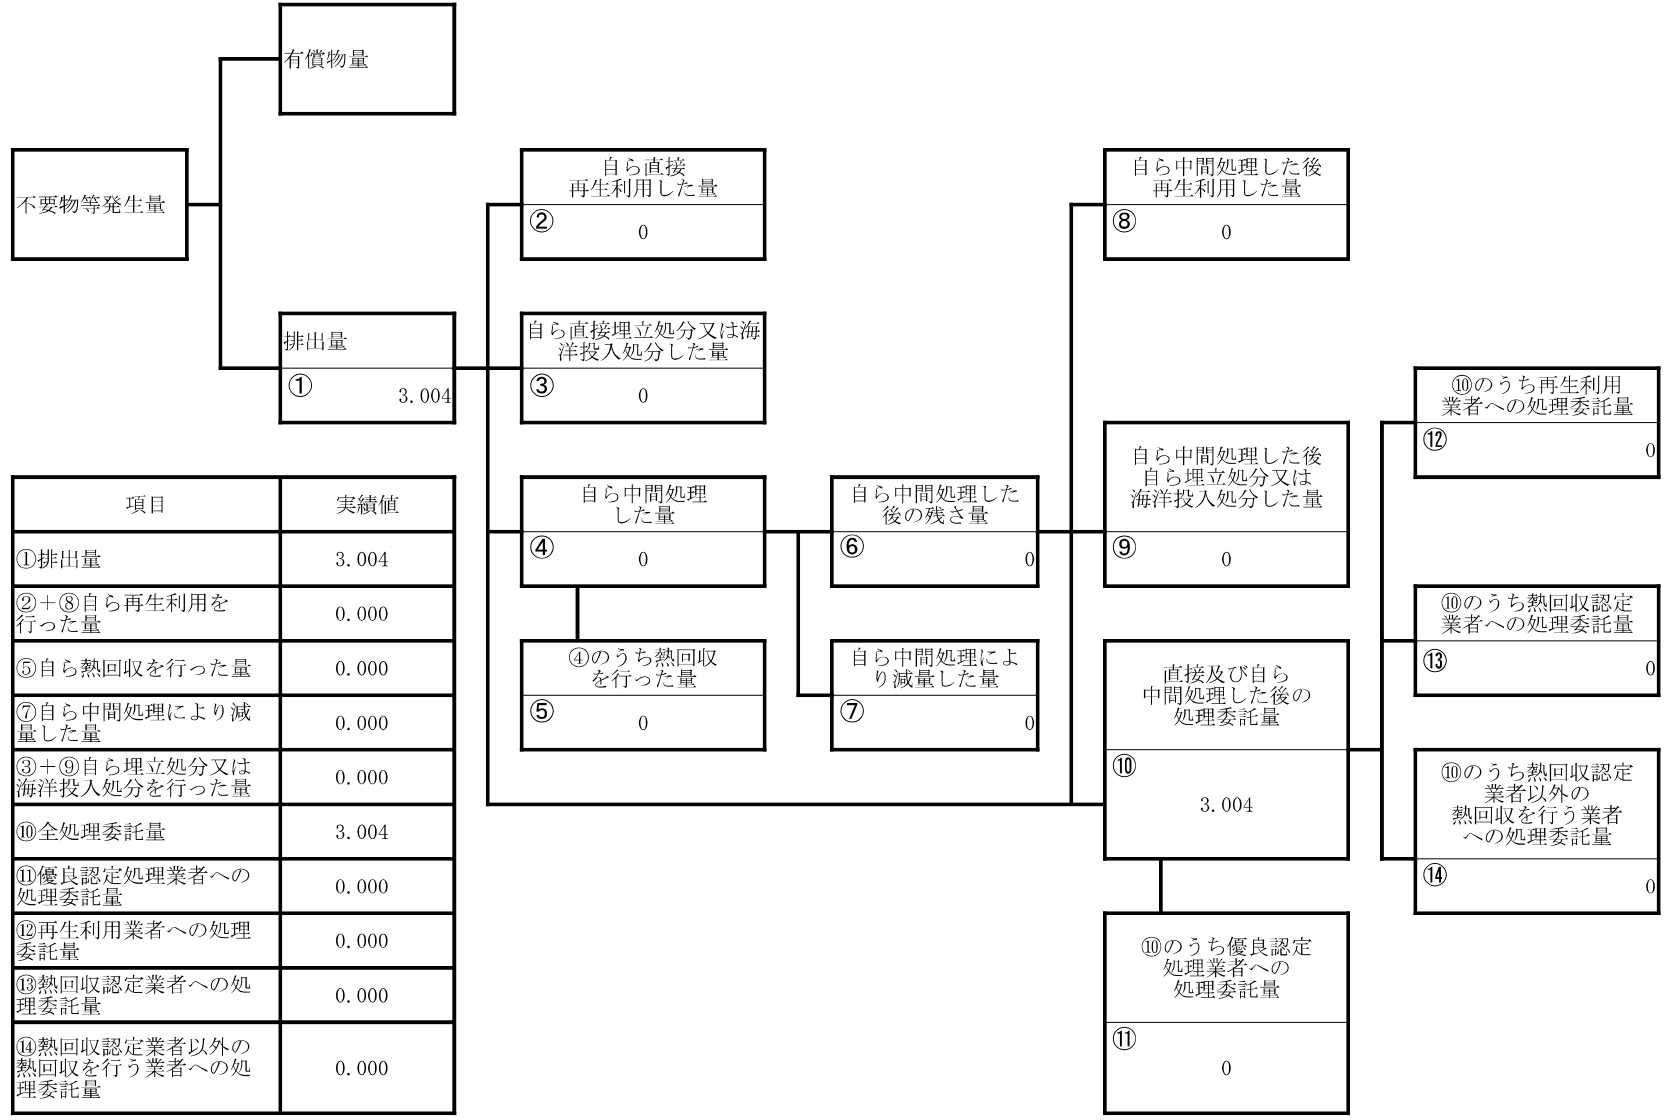 有償物量
不要物等発生量
排出量
①
3.004
自ら直接
再生利用した量
②
0
自ら直接埋立処分又は海
洋投入処分した量
③
0
自ら中間処理
した量
④
0
④のうち熱回収
を行った量
⑤
0
自ら中間処理した
後の残さ量
⑥
0
自ら中間処理によ
り減量した量
⑦
0
自ら中間処理した後
再生利用した量
⑧
0
自ら中間処理した後
自ら埋立処分又は
海洋投入処分した量
⑨
0
直接及び自ら
中間処理した後の
処理委託量
⑩
3.004
⑩のうち優良認定
処理業者への
処理委託量
⑪
0
⑩のうち再生利用
業者への処理委託量
⑫
0
⑩のうち熱回収認定
業者への処理委託量
⑬
0
⑩のうち熱回収認定
業者以外の
熱回収を行う業者
への処理委託量
⑭
0
項目 実績値
①排出量 3.004
②＋⑧自ら再生利用を
行った量 0.000
⑤自ら熱回収を行った量 0.000
⑦自ら中間処理により減
量した量 0.000
③＋⑨自ら埋立処分又は
海洋投入処分を行った量 0.000
⑩全処理委託量 3.004
⑪優良認定処理業者への
処理委託量 0.000
⑫再生利用業者への処理
委託量 0.000
⑬熱回収認定業者への処
理委託量 0.000
⑭熱回収認定業者以外の
熱回収を行う業者への処
理委託量 0.000